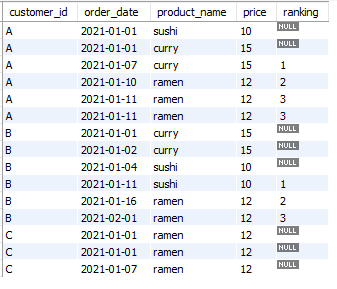 customer_id order_date product_name price ranking
A 2021-01-01 sushi 10 NULL
A 2021-01-01 curry 15 NULL
A 2021-01-07 curry 15 1
A 2021-01-10 ramen 12 2
A 2021-01-11 ramen 12 3
A 2021-01-11 ramen 12 3
B 2021-01-01 curry 15 NULL
B 2021-01-02 curry 15 NULL
B 2021-01-04 sushi 10 NULL
B 2021-01-11 sushi 10 1
B 2021-01-16 ramen 12 2
B 2021-02-01 ramen 12 3
C 2021-01-01 ramen 12 NULL
C 2021-01-01 ramen 12 NULL
C 2021-01-07 ramen 12 NULL